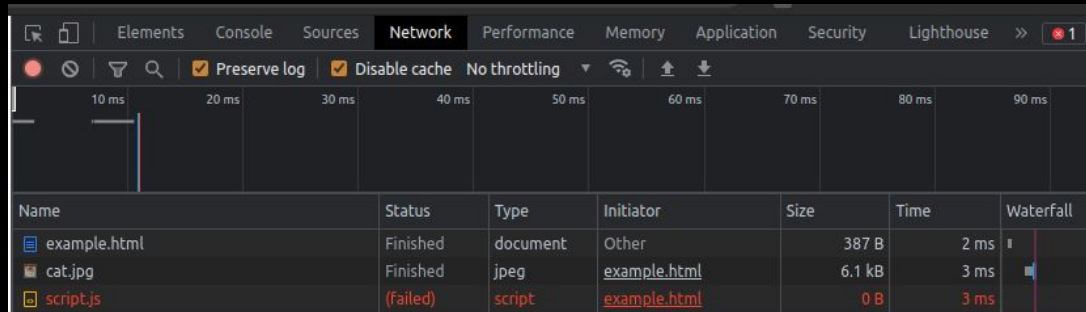 Elements Console Sources Network Performance Memory Application Security Lighthouse » 1
Preserve log Disable cache No throttling
10 ms 20 ms 30 ms 40 ms 50 ms 60 ms 70 ms 80 ms 90 ms
Name Status Type Initiator Size Time Waterfall
example.html Finished document Other 387 B 2 ms
cat.jpg Finished jpeg example.html 6.1 kB 3 ms
script.js (failed) script example.html 0 B 3 ms